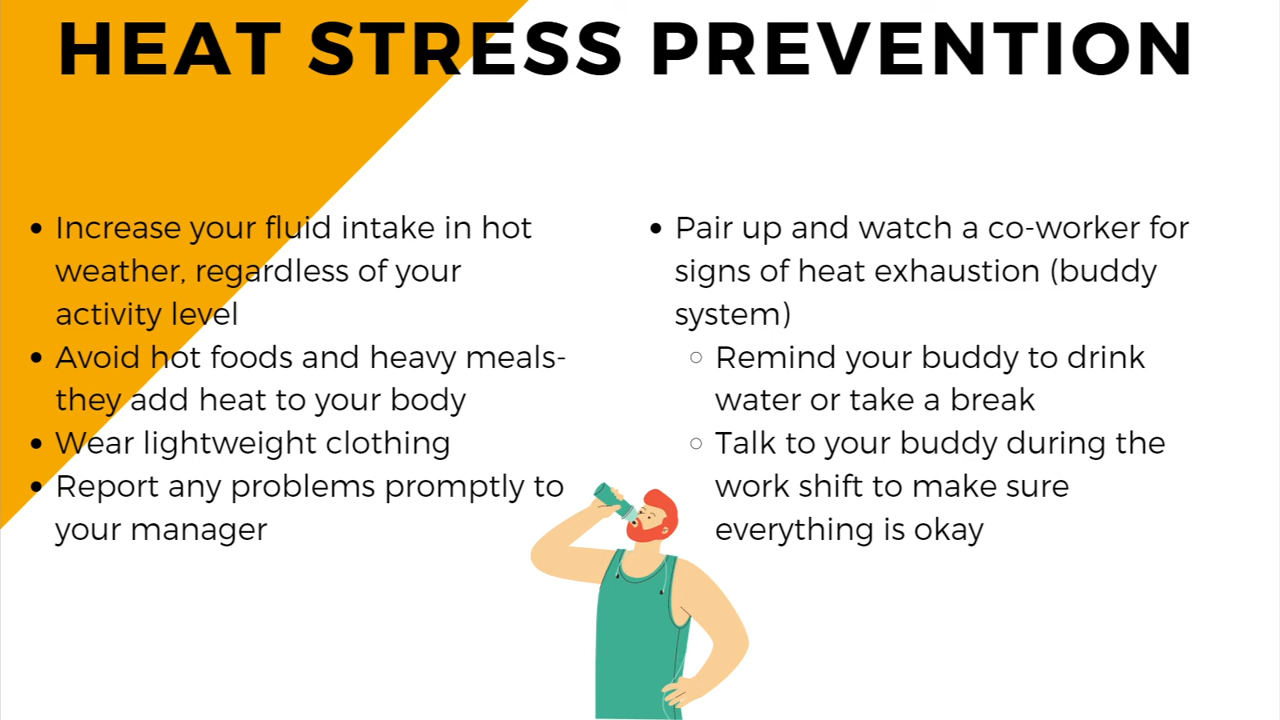 HEAT STRESS PREVENTION
• Increase your fluid intake in hot
weather, regardless of your
activity level
• Avoid hot foods and heavy meals-
they add heat to your body
• Wear lightweight clothing
• Report any problems promptly to
your manager
• Pair up and watch a co-worker for
signs of heat exhaustion (buddy
system)
○ Remind your buddy to drink
water or take a break
○ Talk to your buddy during the
work shift to make sure
everything is okay